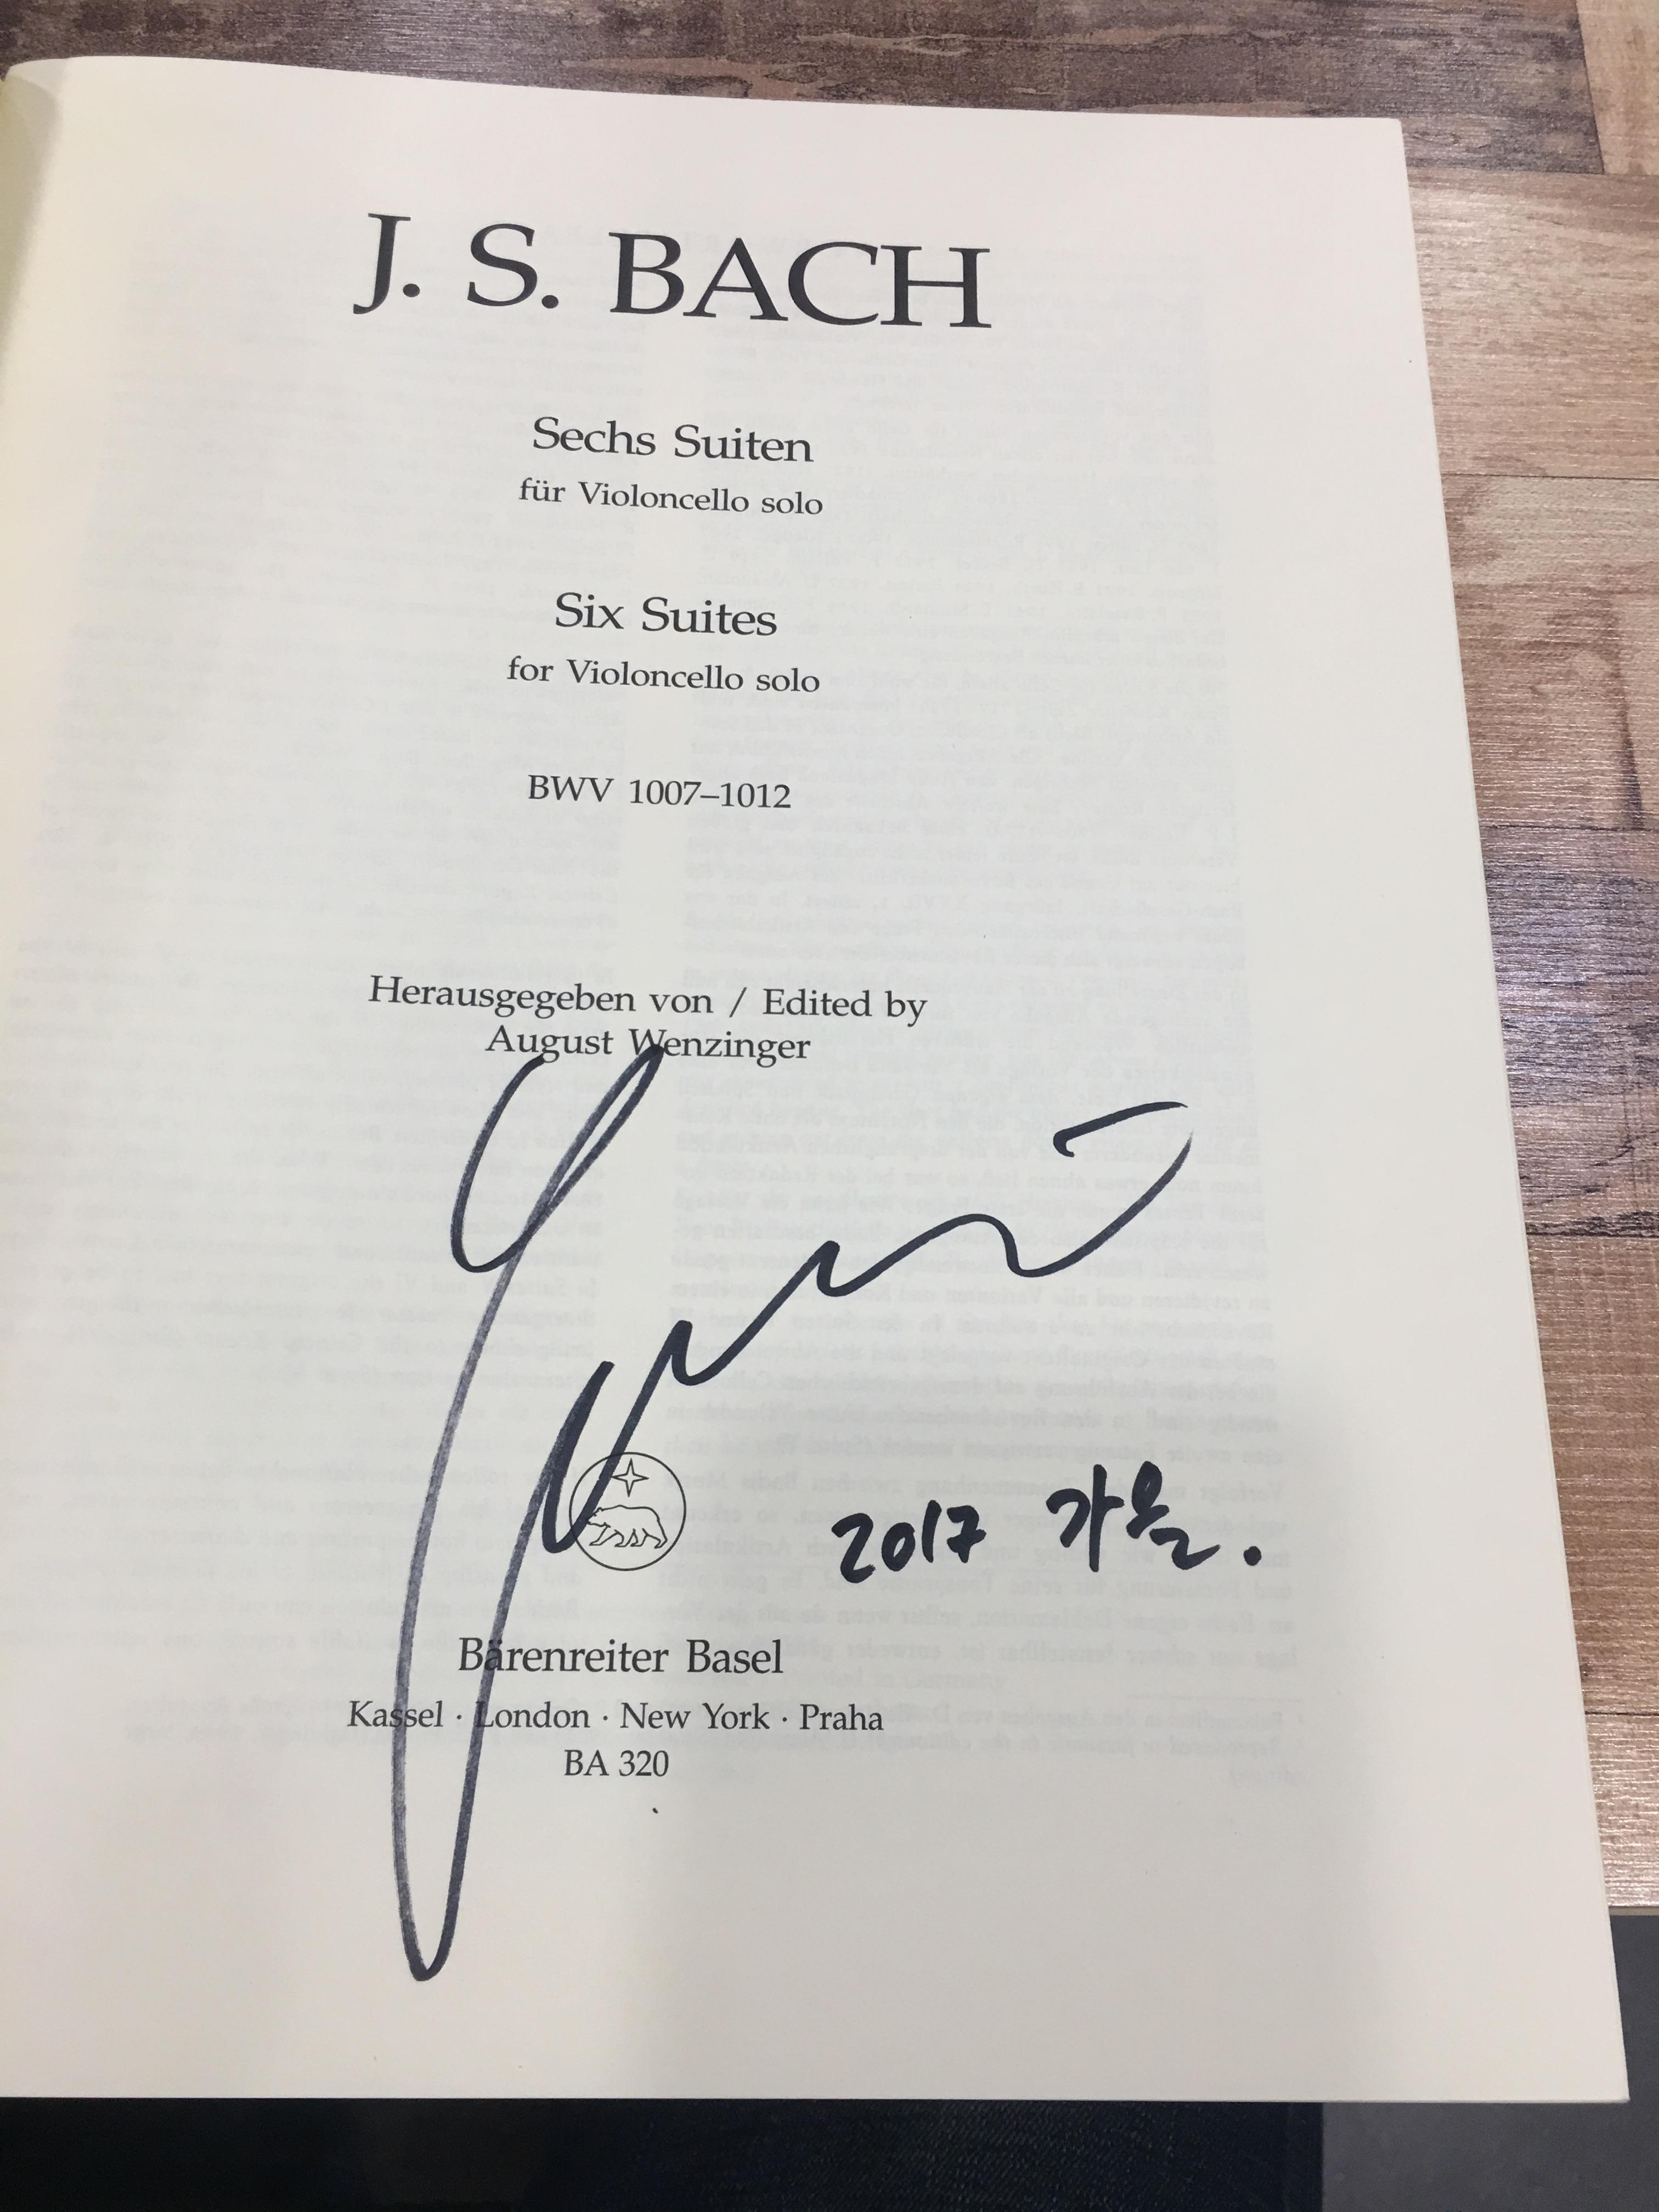 J. S. BACH
Sechs Suiten
für Violoncello solo
Six Suites
for Violoncello solo
BWV 1007–1012
Herausgegeben von / Edited by
August Wenzinger
2017 가을.
Bärenreiter Basel
Kassel · London · New York · Praha
BA 320